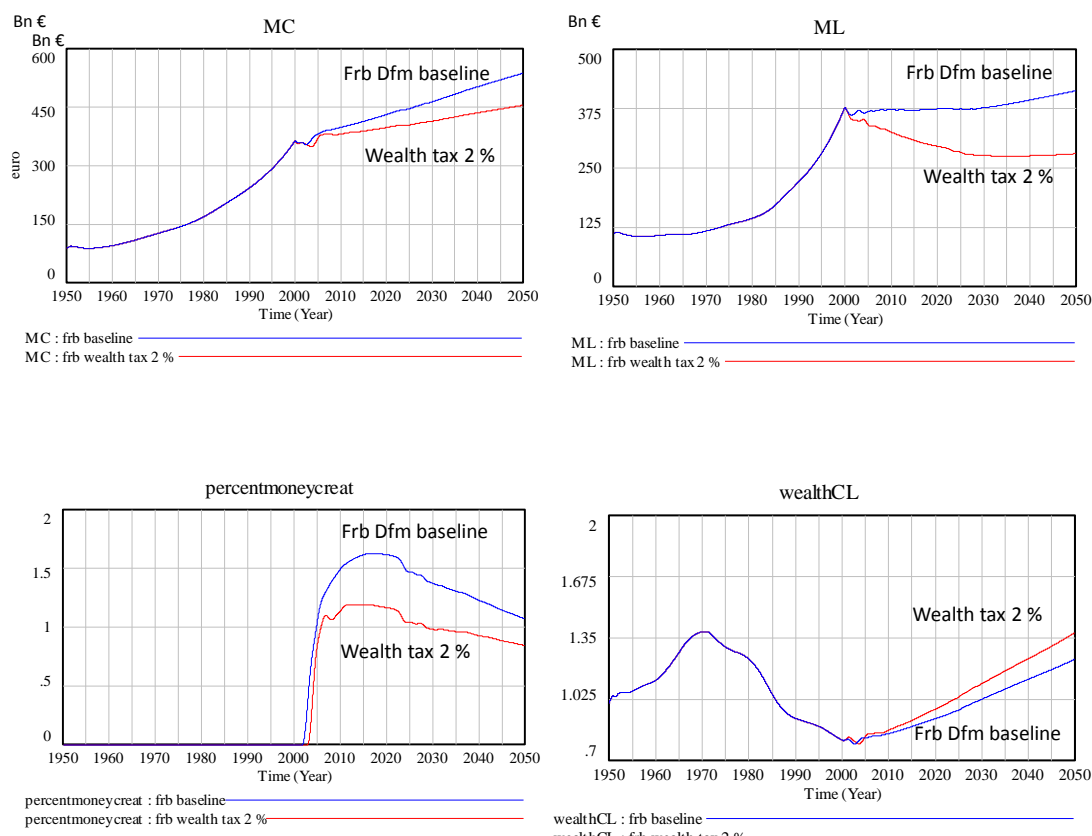 Bn €
Bn €
MC
600
450
300
150
0
euro
Frb Dfm baseline
Wealth tax 2 %
1950 1960 1970 1980 1990 2000 2010 2020 2030 2040 2050
Time (Year)
MC : frb baseline
MC : frb wealth tax 2 %
Bn €
ML
500
375
250
125
0
Frb Dfm baseline
Wealth tax 2 %
1950 1960 1970 1980 1990 2000 2010 2020 2030 2040 2050
Time (Year)
ML : frb baseline
ML : frb wealth tax 2 %
percentmoneycreat
2
1.5
1
.5
0
Frb Dfm baseline
Wealth tax 2 %
1950 1960 1970 1980 1990 2000 2010 2020 2030 2040 2050
Time (Year)
percentmoneycreat : frb baseline
percentmoneycreat : frb wealth tax 2 %
wealthCL
2
1.675
1.35
1.025
.7
Wealth tax 2 %
Frb Dfm baseline
1950 1960 1970 1980 1990 2000 2010 2020 2030 2040 2050
Time (Year)
wealthCL : frb baseline
wealthCL : frb wealth tax 2 %